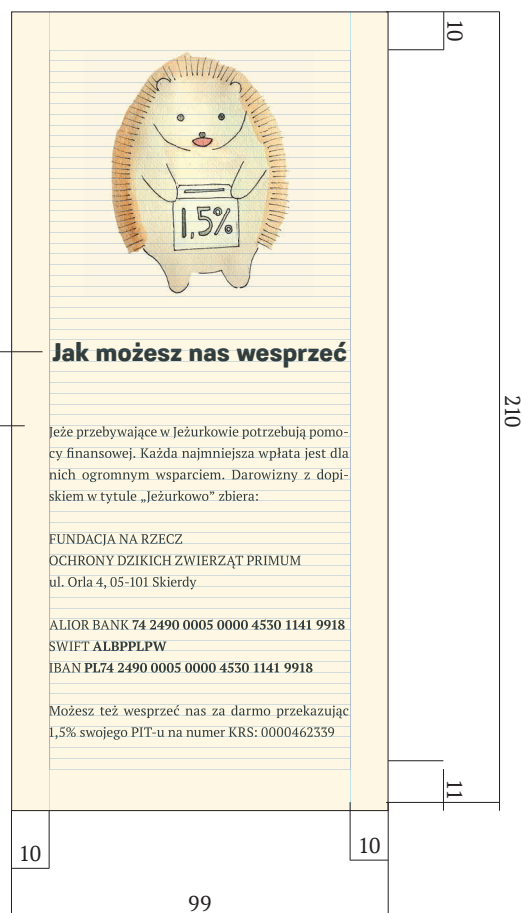 10
1,5%
Jak możesz nas wesprzeć
210
Jeże przebywające w Jeżurkowie potrzebują pomo-
cy finansowej. Każda najmniejsza wpłata jest dla
nich ogromnym wsparciem. Darowizny z dopi-
skiem w tytule „Jeżurkowo” zbiera:
FUNDACJA NA RZECZ
OCHRONY DZIKICH ZWIERZĄT PRIMUM
ul. Orla 4, 05-101 Skierdy
ALIOR BANK 74 2490 0005 0000 4530 1141 9918
SWIFT ALBPPLPW
IBAN PL74 2490 0005 0000 4530 1141 9918
Możesz też wesprzeć nas za darmo przekazując
1,5% swojego PIT-u na numer KRS: 0000462339
11
10
10
99